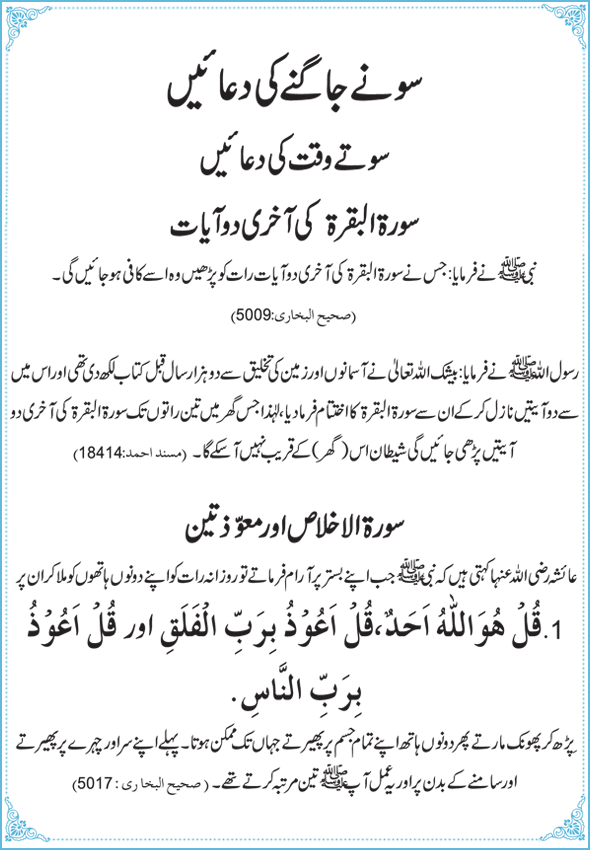 سونے جاگنے کی دعائیں
سوتے وقت کی دعائیں
سورۃ البقرۃ کی آخری دو آیات
نبی ﷺ نے فرمایا: جس نے سورۃ البقرۃ کی آخری دو آیات رات کو پڑھیں وہ اسے کافی ہو جائیں گی۔
(صحیح البخاری:5009)
رسول اللہ ﷺ نے فرمایا: بیشک اللہ تعالیٰ نے آسمانوں اور زمین کی تخلیق سے دو ہزار سال قبل کتاب لکھ دی تھی اور اس میں
سے دو آیتیں نازل کر کے ان سے سورۃ البقرۃ کا اختتام فرما دیا، لہٰذا جس گھر میں تین راتوں تک سورۃ البقرۃ کی آخری دو
آیتیں پڑھی جائیں گی شیطان اس (گھر) کے قریب نہیں آ سکے گا۔ (مسند احمد:18414)
سورۃ الاخلاص اور معوّذتین
عائشہ رضی اللہ عنہا کہتی ہیں کہ نبی ﷺ جب اپنے بستر پر آرام فرماتے تو روزانہ رات کو اپنے دونوں ہاتھوں کو ملا کر ان پر
1.قُلْ هُوَ اللّٰهُ اَحَدٌ،قُلْ اَعُوْذُ بِرَبِّ الْفَلَقِ اور قُلْ اَعُوْذُ
بِرَبِّ النَّاسِ.
پڑھ کر پھونک مارتے پھر دونوں ہاتھ اپنے تمام جسم پر پھیرتے جہاں تک ممکن ہوتا۔ پہلے اپنے سر اور چہرے پر پھیرتے
اور سامنے کے بدن پر اور یہ عمل آپ ﷺ تین مرتبہ کرتے تھے۔ (صحیح البخاری:5017)